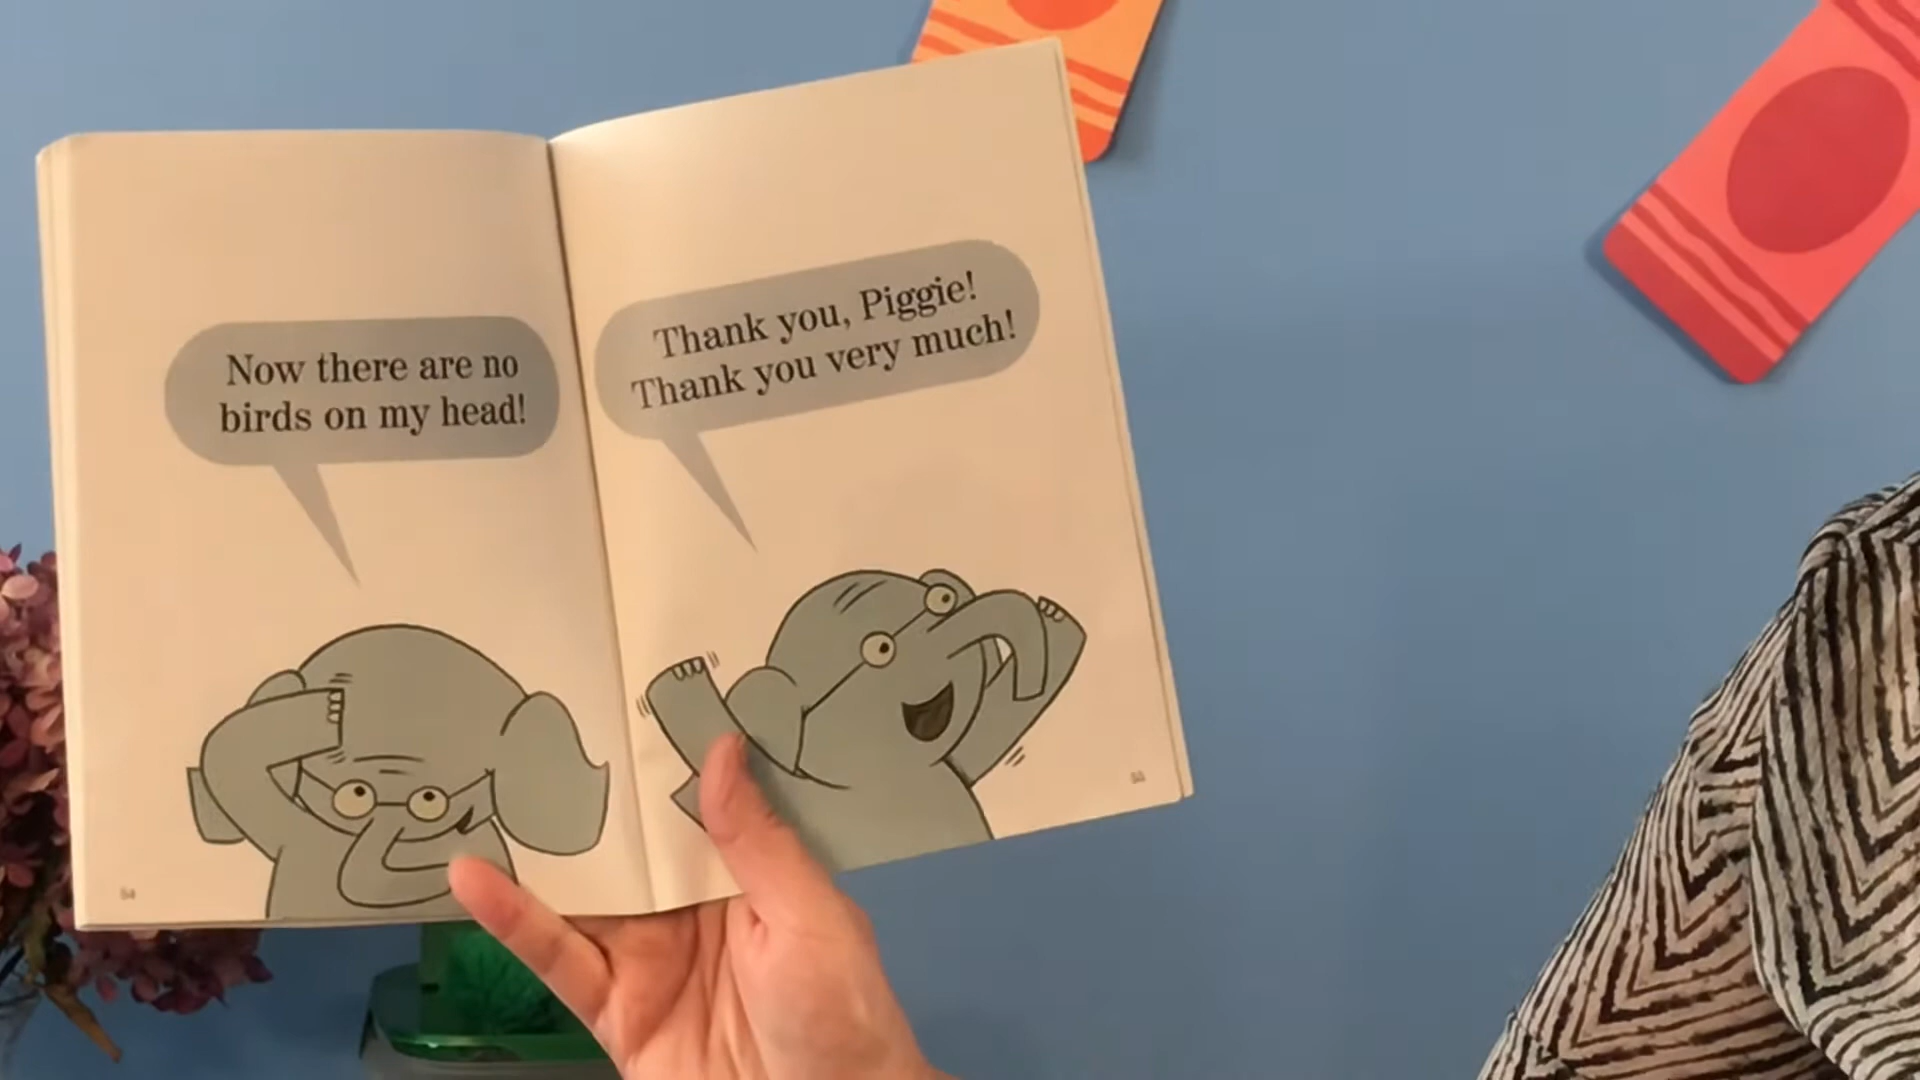 Now there are no
birds on my head!
Thank you, Piggie!
Thank you very much!